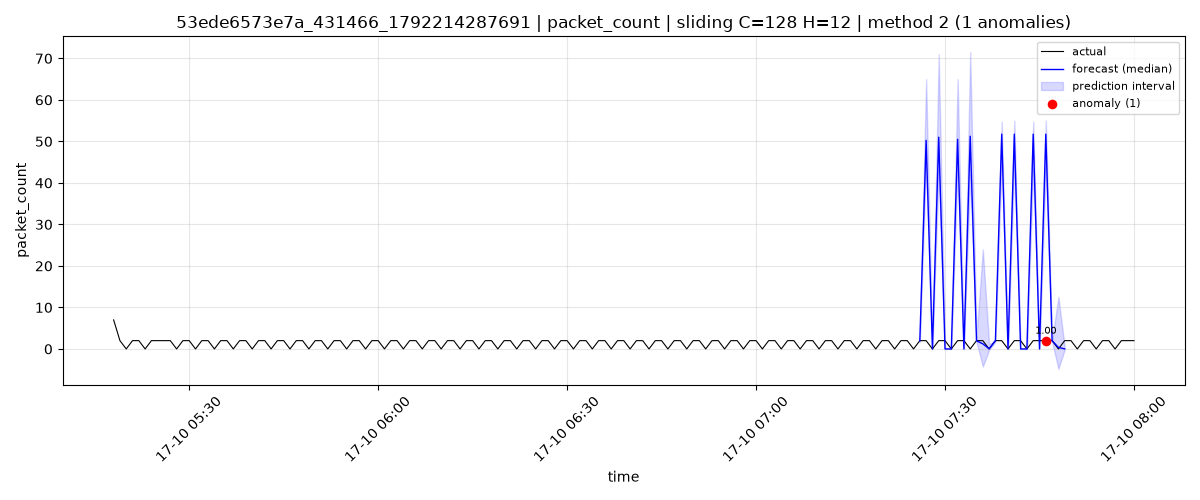 53ede6573e7a_431466_1792214287691 | packet_count | sliding C=128 H=12 | method 2 (1 anomalies)
actual
forecast (median)
prediction interval
anomaly (1)
packet_count
70
60
50
40
30
20
10
0
1.00
17-10 05:30
17-10 06:00
17-10 06:30
17-10 07:00
17-10 07:30
17-10 08:00
time